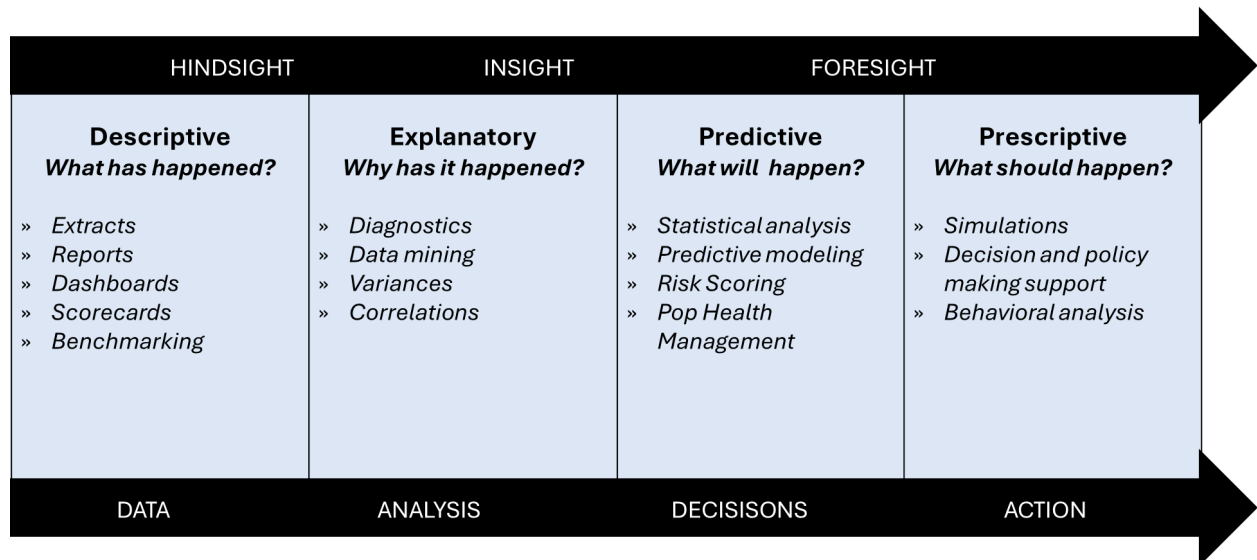 HINDSIGHT INSIGHT FORESIGHT
Descriptive
What has happened?
» Extracts
» Reports
» Dashboards
» Scorecards
» Benchmarking
Explanatory
Why has it happened?
» Diagnostics
» Data mining
» Variances
» Correlations
Predictive
What will happen?
» Statistical analysis
» Predictive modeling
» Risk Scoring
» Pop Health
Management
Prescriptive
What should happen?
» Simulations
» Decision and policy
making support
» Behavioral analysis
DATA ANALYSIS DECISISONS ACTION